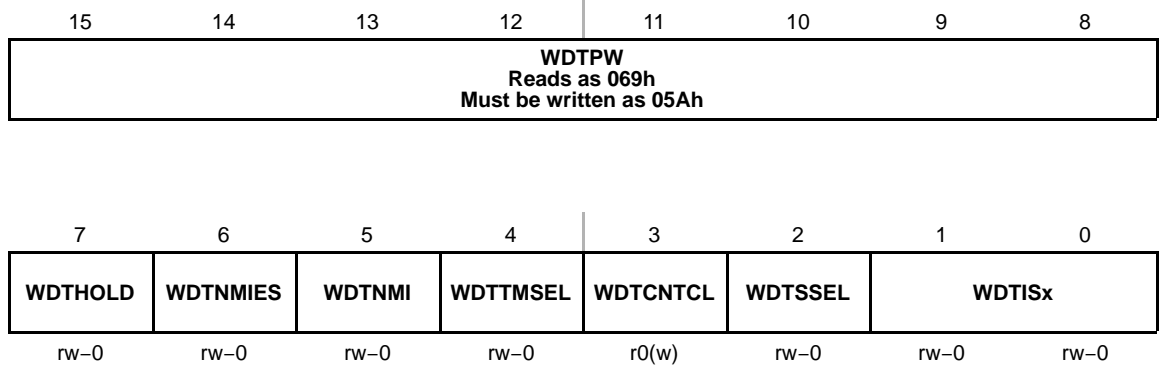 15 14 13 12 11 10 9 8
WDTPW
Reads as 069h
Must be written as 05Ah
7 6 5 4 3 2 1 0
WDTHOLD WDTNMIES WDTNMI WDTTMSEL WDTCNTCL WDTSSEL WDTISx
rw−0 rw−0 rw−0 rw−0 r0(w) rw−0 rw−0 rw−0